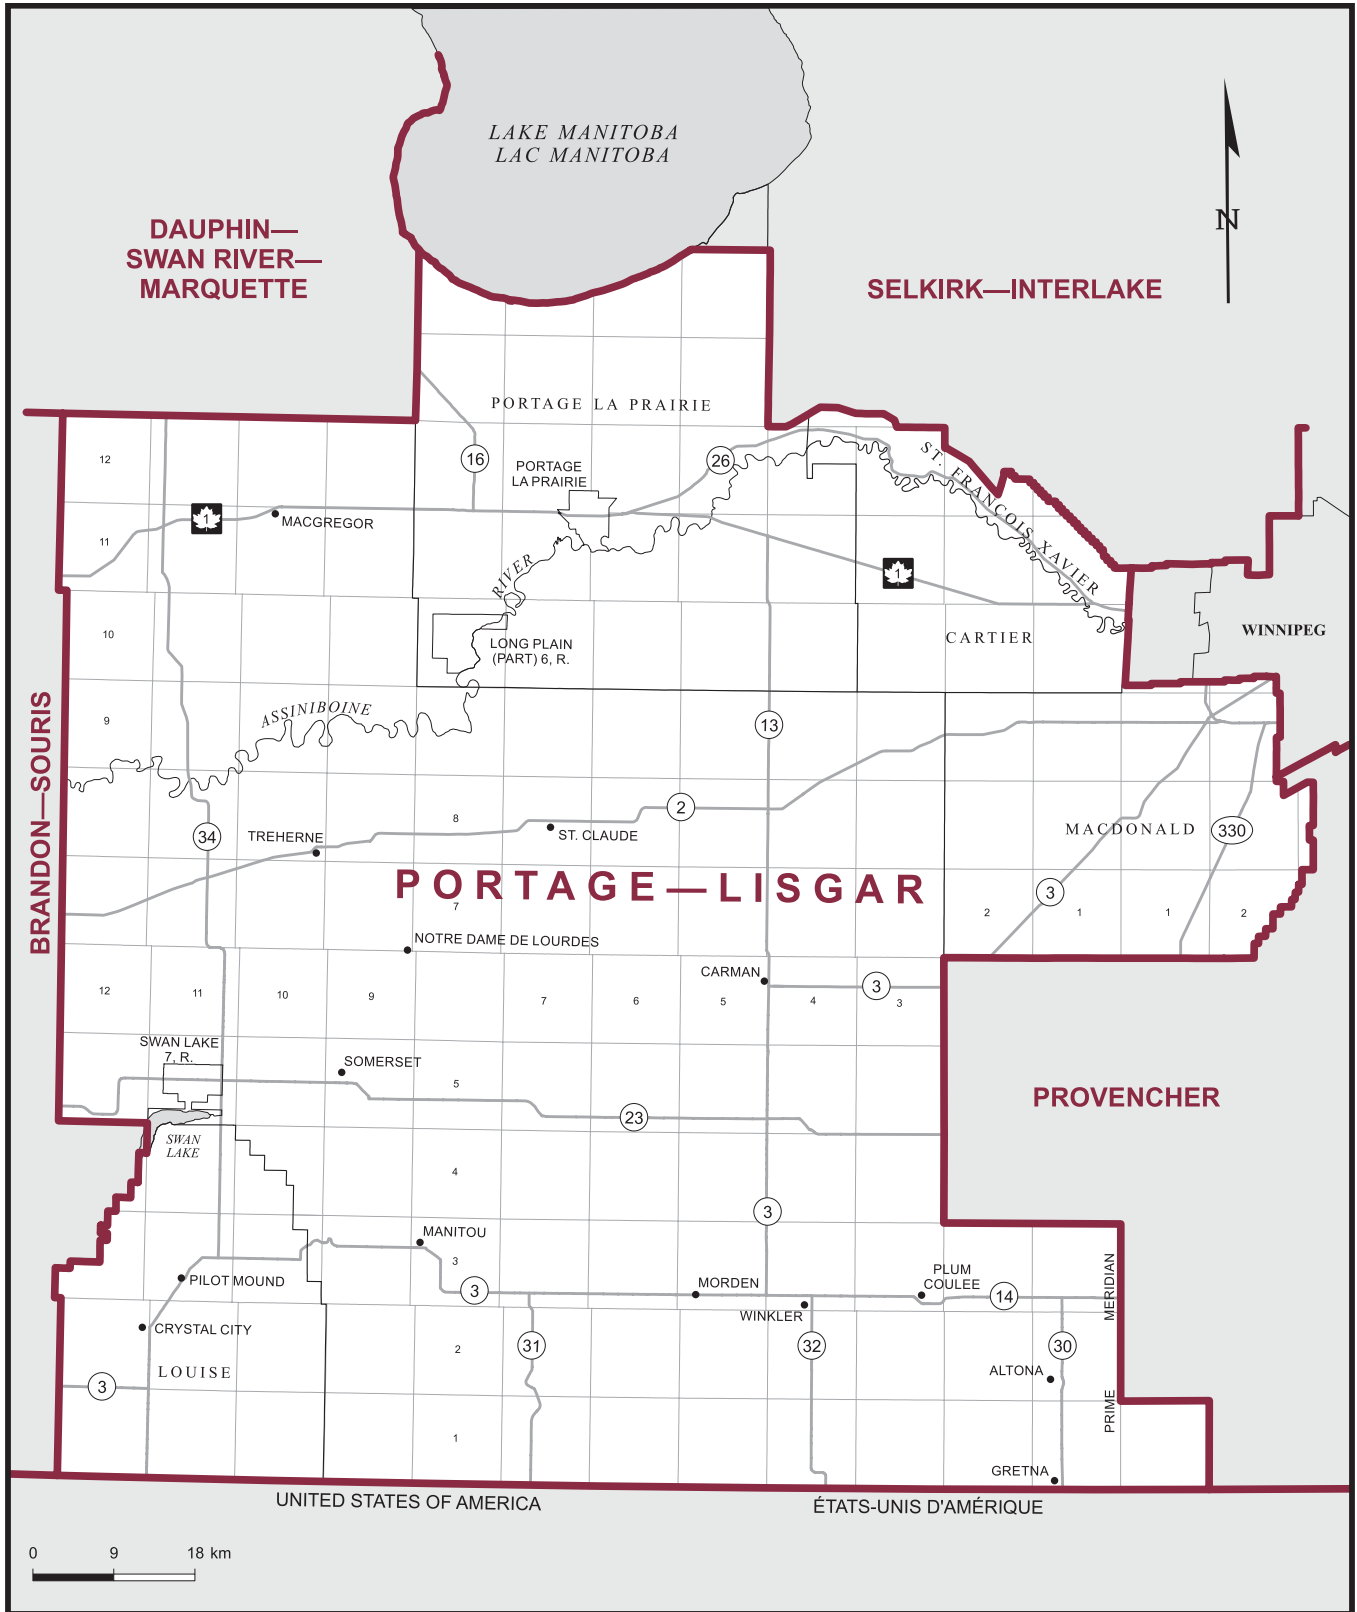 LAKE MANITOBA
LAC MANITOBA
N
DAUPHIN—
SWAN RIVER—
MARQUETTE
SELKIRK—INTERLAKE
PORTAGE LA PRAIRIE
12
16
PORTAGE
LA PRAIRIE
26
ST. FRANÇOIS XAVIER
1
MACGREGOR
11
1
RIVER
10
LONG PLAIN
(PART) 6, R.
CARTIER
WINNIPEG
BRANDON—SOURIS
9
ASSINIBOINE
13
2
8
34
TREHERNE
ST. CLAUDE
MACDONALD
330
PORTAGE—LISGAR
3
7
2
1
1
2
NOTRE DAME DE LOURDES
CARMAN
3
12
11
10
9
7
6
5
4
3
SWAN LAKE
7, R.
SOMERSET
5
PROVENCHER
23
SWAN
LAKE
4
3
MANITOU
3
PILOT MOUND
3
MORDEN
PLUM
COULEE
14
MERIDIAN
WINKLER
CRYSTAL CITY
2
31
32
30
LOUISE
ALTONA
3
PRIME
1
GRETNA
UNITED STATES OF AMERICA
ÉTATS-UNIS D'AMÉRIQUE
0 9 18 km